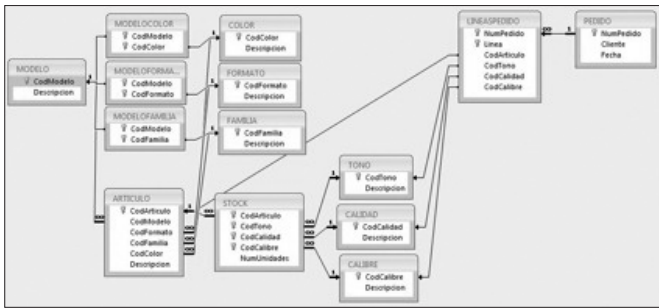 MODELO
CodModelo
Descripcion
MODELOCOLOR
CodModelo
CodColor
MODELOFORMA...
CodModelo
CodFormato
MODELOFAMILIA
CodModelo
CodFamilia
COLOR
CodColor
Descripcion
FORMATO
CodFormato
Descripcion
FAMILIA
CodFamilia
Descripcion
LINEASPEDIDO
NumPedido
Linea
CodArticulo
CodTono
CodCalidad
CodCalibre
PEDIDO
NumPedido
Cliente
Fecha
ARTICULO
CodArticulo
CodModelo
CodFormato
CodFamilia
CodColor
Descripcion
STOCK
CodArticulo
CodTono
CodCalidad
CodCalibre
NumUnidades
TONO
CodTono
Descripcion
CALIDAD
CodCalidad
Descripcion
CALIBRE
CodCalibre
Descripcion